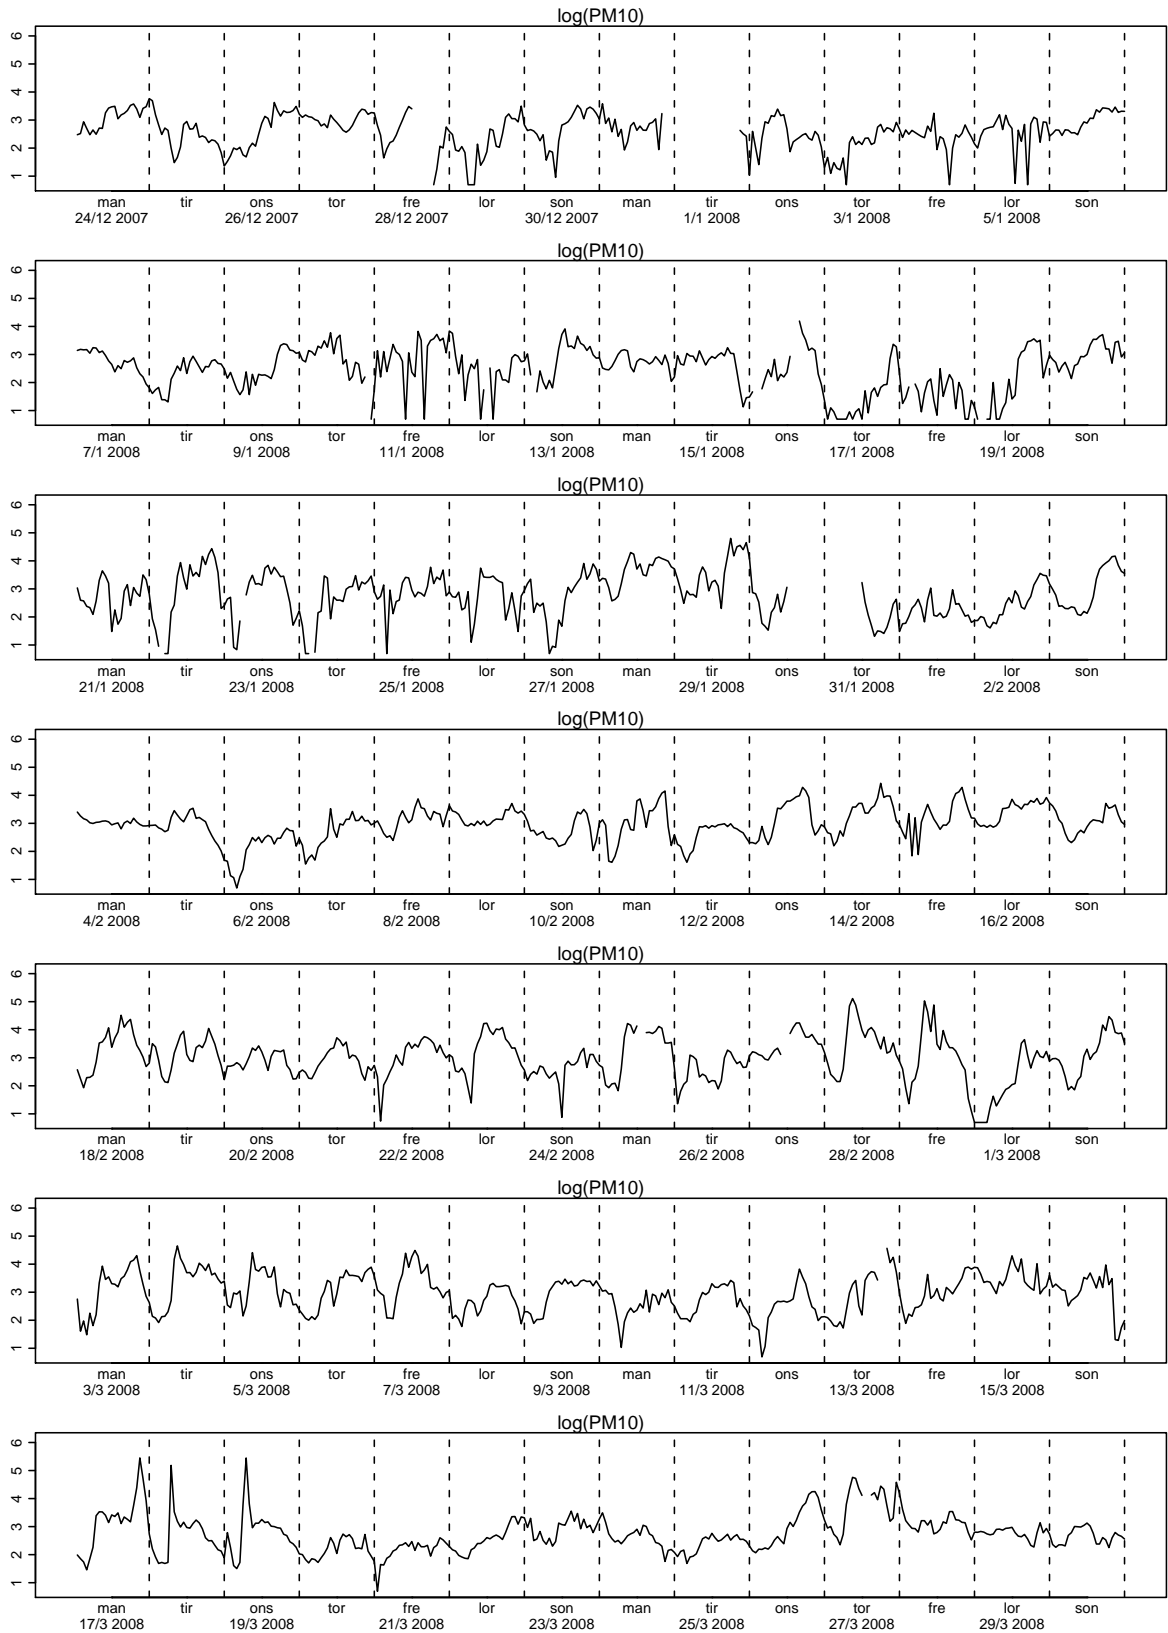 log(PM10)
6
5
4
3
2
1
man tir ons tor fre lor son man tir ons tor fre lor son
24/12 2007 26/12 2007 28/12 2007 30/12 2007 1/1 2008 3/1 2008 5/1 2008
log(PM10)
6
5
4
3
2
1
man tir ons tor fre lor son man tir ons tor fre lor son
7/1 2008 9/1 2008 11/1 2008 13/1 2008 15/1 2008 17/1 2008 19/1 2008
log(PM10)
6
5
4
3
2
1
man tir ons tor fre lor son man tir ons tor fre lor son
21/1 2008 23/1 2008 25/1 2008 27/1 2008 29/1 2008 31/1 2008 2/2 2008
log(PM10)
6
5
4
3
2
1
man tir ons tor fre lor son man tir ons tor fre lor son
4/2 2008 6/2 2008 8/2 2008 10/2 2008 12/2 2008 14/2 2008 16/2 2008
log(PM10)
6
5
4
3
2
1
man tir ons tor fre lor son man tir ons tor fre lor son
18/2 2008 20/2 2008 22/2 2008 24/2 2008 26/2 2008 28/2 2008 1/3 2008
log(PM10)
6
5
4
3
2
1
man tir ons tor fre lor son man tir ons tor fre lor son
3/3 2008 5/3 2008 7/3 2008 9/3 2008 11/3 2008 13/3 2008 15/3 2008
log(PM10)
6
5
4
3
2
1
man tir ons tor fre lor son man tir ons tor fre lor son
17/3 2008 19/3 2008 21/3 2008 23/3 2008 25/3 2008 27/3 2008 29/3 2008